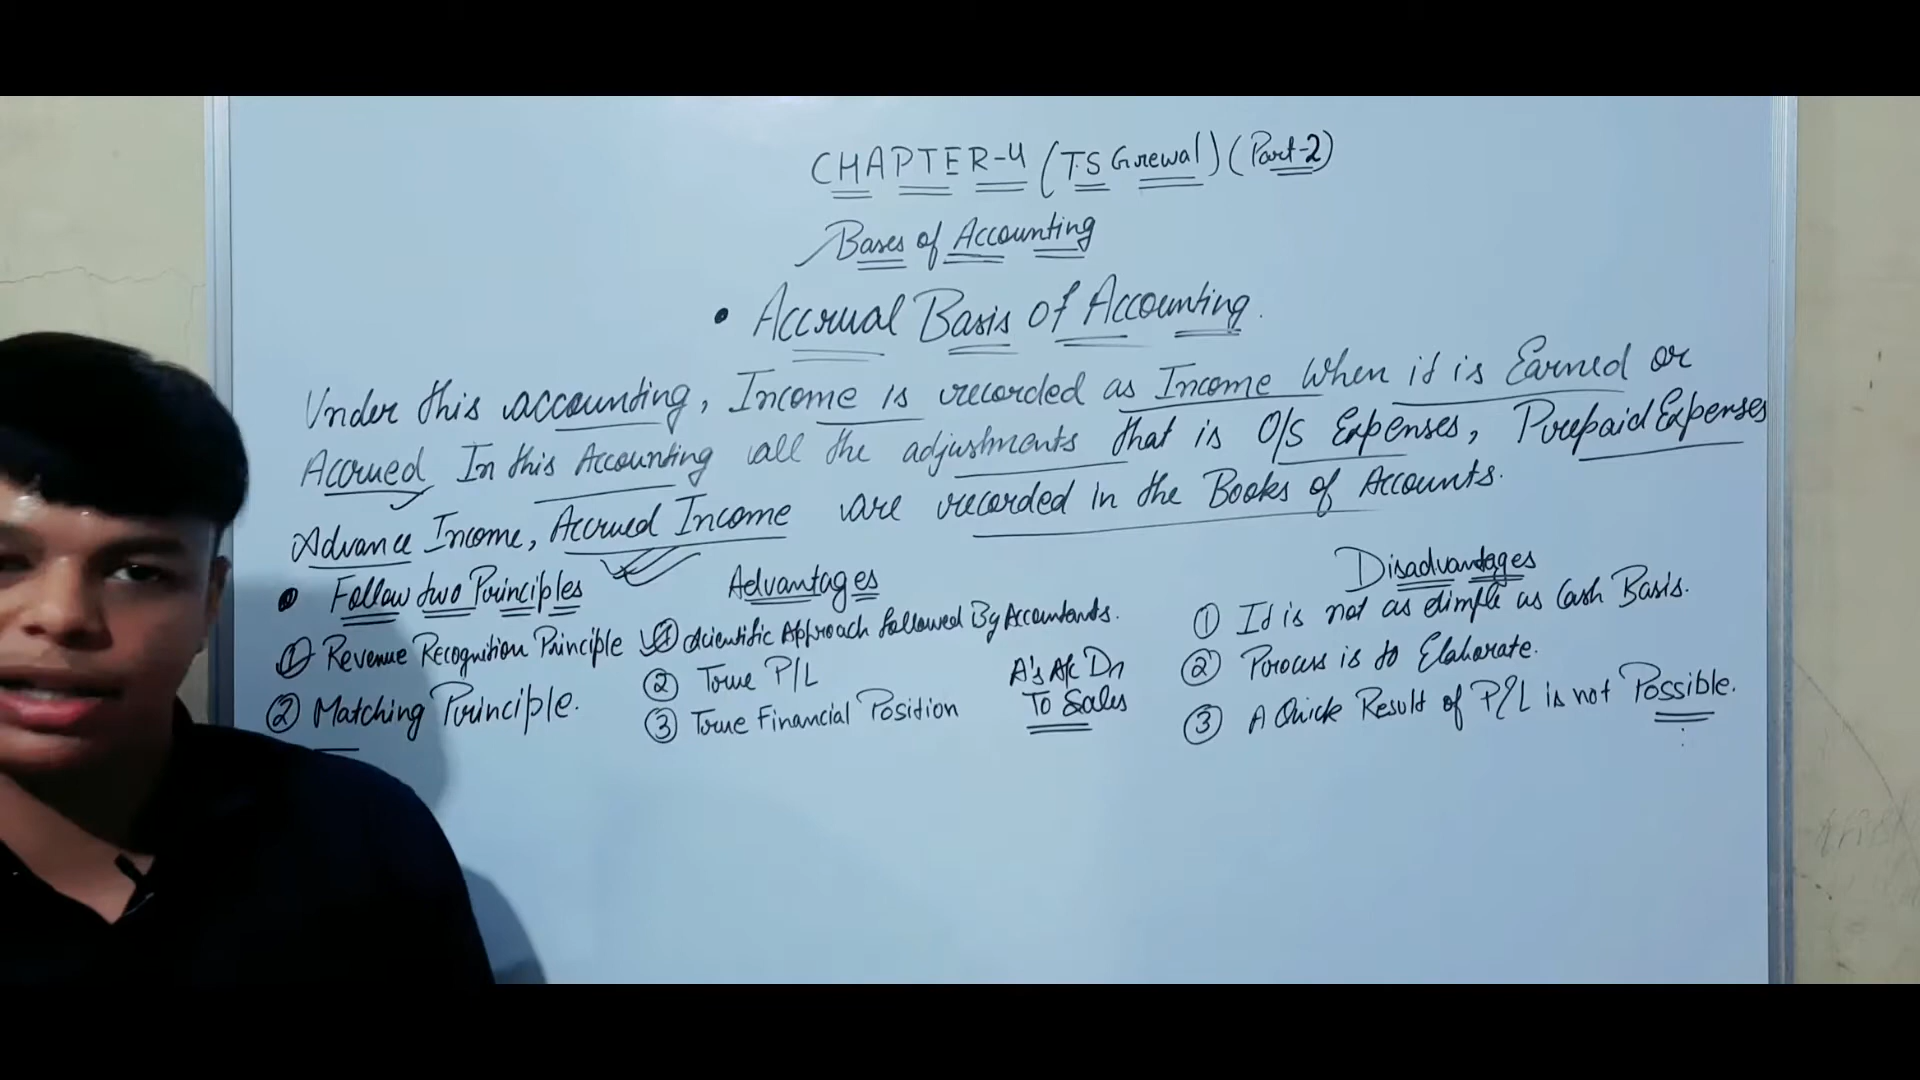 CHAPTER-4 (TS Grewal) (Part-2)
Bases of Accounting
• Accrual Basis Of Accounting.
Under this accounting, Income is recorded as Income When it is Earned or
Accrued In this Accounting all the adjustments that is O/S Expenses, Prepaid Expenses
Advance Income, Accrued Income are recorded in the Books of Accounts.
• Follow two Principles
① Revenue Recognition Principle
② Matching Principle.
Advantages
① Scientific Approach followed By Accountants.
② True P/L
③ True Financial Position
A's A/c Dr
To Sales
Disadvantages
① It is not as simple as Cash Basis.
② Process is to Elaborate.
③ A Quick Result of P/L is not Possible.